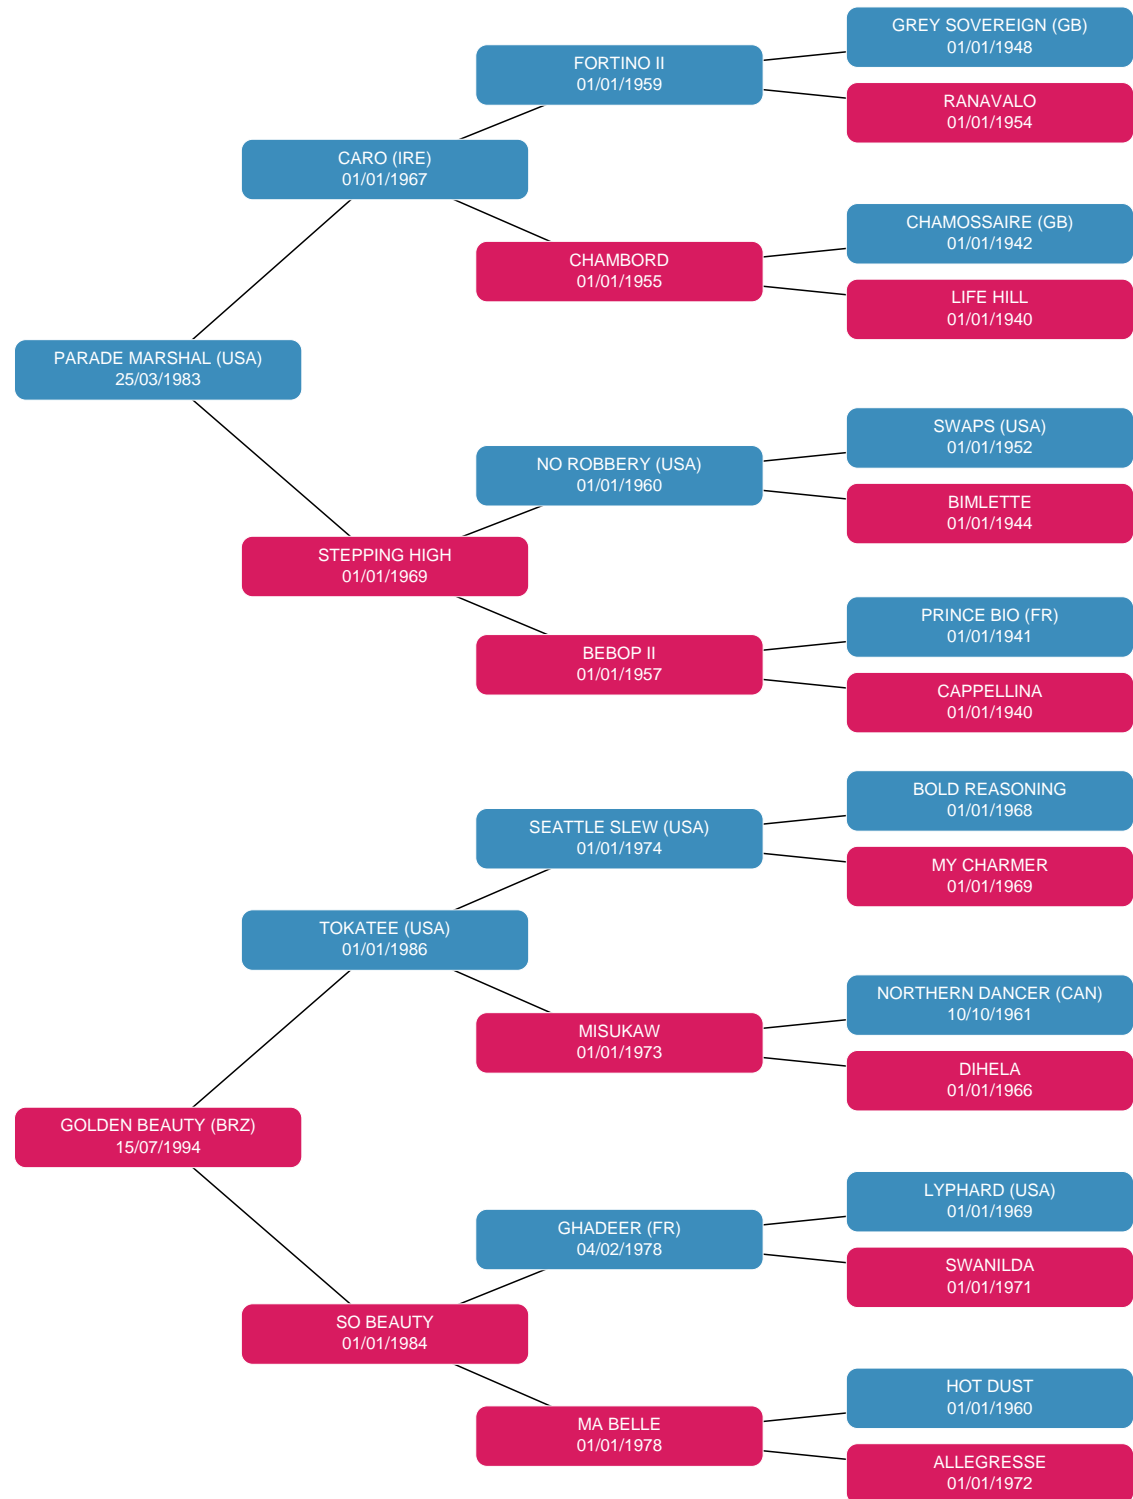 GREY SOVEREIGN (GB)
01/01/1948
FORTINO II
01/01/1959
RANAVALO
01/01/1954
CARO (IRE)
01/01/1967
CHAMOSSAIRE (GB)
01/01/1942
CHAMBORD
01/01/1955
LIFE HILL
01/01/1940
PARADE MARSHAL (USA)
25/03/1983
SWAPS (USA)
01/01/1952
NO ROBBERY (USA)
01/01/1960
BIMLETTE
01/01/1944
STEPPING HIGH
01/01/1969
PRINCE BIO (FR)
01/01/1941
BEBOP II
01/01/1957
CAPPELLINA
01/01/1940
BOLD REASONING
01/01/1968
SEATTLE SLEW (USA)
01/01/1974
MY CHARMER
01/01/1969
TOKATEE (USA)
01/01/1986
NORTHERN DANCER (CAN)
10/10/1961
MISUKAW
01/01/1973
DIHELA
01/01/1966
GOLDEN BEAUTY (BRZ)
15/07/1994
LYPHARD (USA)
01/01/1969
GHADEER (FR)
04/02/1978
SWANILDA
01/01/1971
SO BEAUTY
01/01/1984
HOT DUST
01/01/1960
MA BELLE
01/01/1978
ALLEGRESSE
01/01/1972